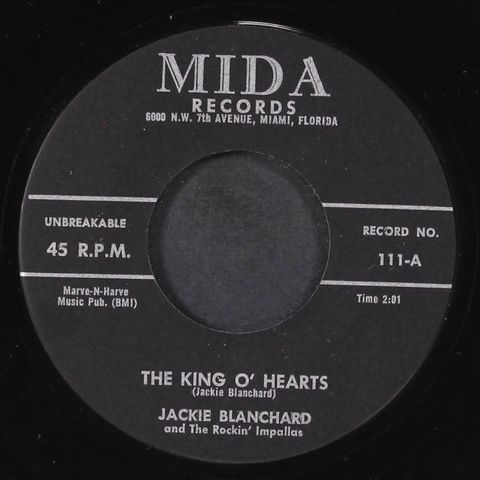 MIDA
RECORDS
6000 N.W. 7th AVENUE, MIAMI, FLORIDA
UNBREAKABLE
45 R.P.M.
Marve-N-Harve
Music Pub. (BMI)
RECORD NO.
111-A
Time 2:01
THE KING O' HEARTS
(Jackie Blanchard)
JACKIE BLANCHARD
and The Rockin' Impallas